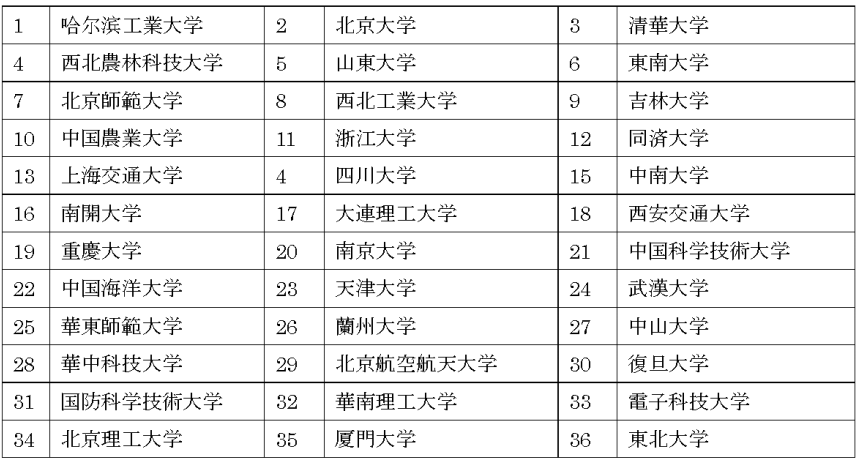 1 哈尔滨工業大学 2 北京大学 3 清華大学
4 西北農林科技大学 5 山東大学 6 東南大学
7 北京師範大学 8 西北工業大学 9 吉林大学
10 中国農業大学 11 浙江大学 12 同済大学
13 上海交通大学 4 四川大学 15 中南大学
16 南開大学 17 大連理工大学 18 西安交通大学
19 重慶大学 20 南京大学 21 中国科学技術大学
22 中国海洋大学 23 天津大学 24 武漢大学
25 華東師範大学 26 蘭州大学 27 中山大学
28 華中科技大学 29 北京航空航天大学 30 復旦大学
31 国防科学技術大学 32 華南理工大学 33 電子科技大学
34 北京理工大学 35 厦門大学 36 東北大学